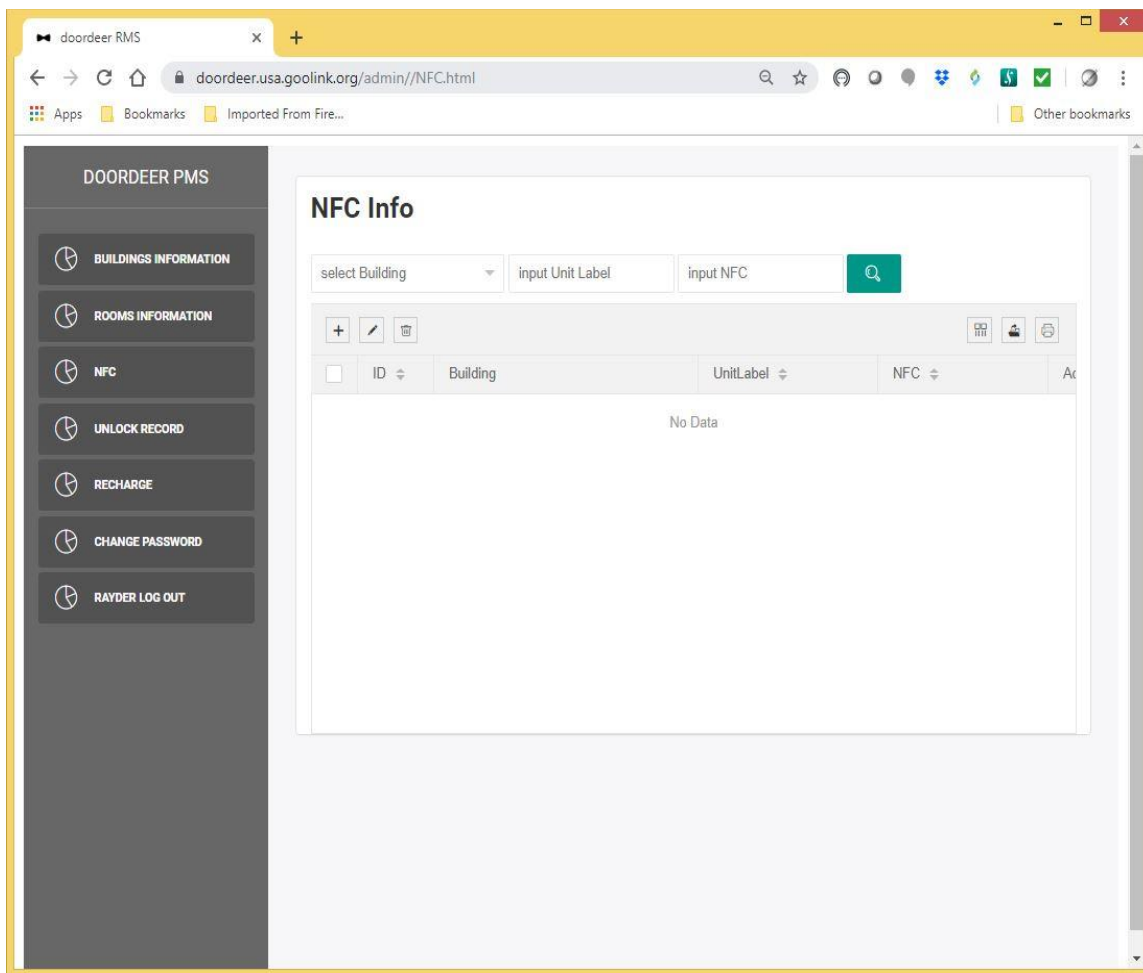 doordeer RMS
doordeer.usa.goolink.org/admin//NFC.html
Apps Bookmarks Imported From Fire... Other bookmarks
DOORDEER PMS
BUILDINGS INFORMATION
ROOMS INFORMATION
NFC
UNLOCK RECORD
RECHARGE
CHANGE PASSWORD
RAYDER LOG OUT
NFC Info
select Building input Unit Label input NFC
ID Building UnitLabel NFC
No Data